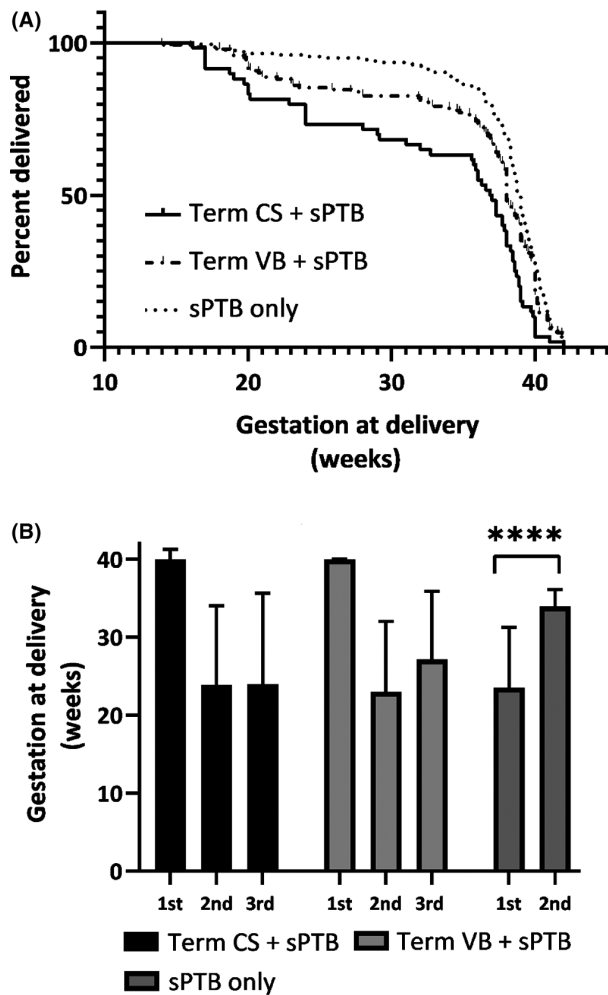 (A)
Percent delivered
100
50
0
Term CS + sPTB
Term VB + sPTB
sPTB only
10 20 30 40
Gestation at delivery
(weeks)
(B)
Gestation at delivery
(weeks)
40
30
20
10
0
****
1st 2nd 3rd 1st 2nd 3rd 1st 2nd
Term CS + sPTB Term VB + sPTB
sPTB only